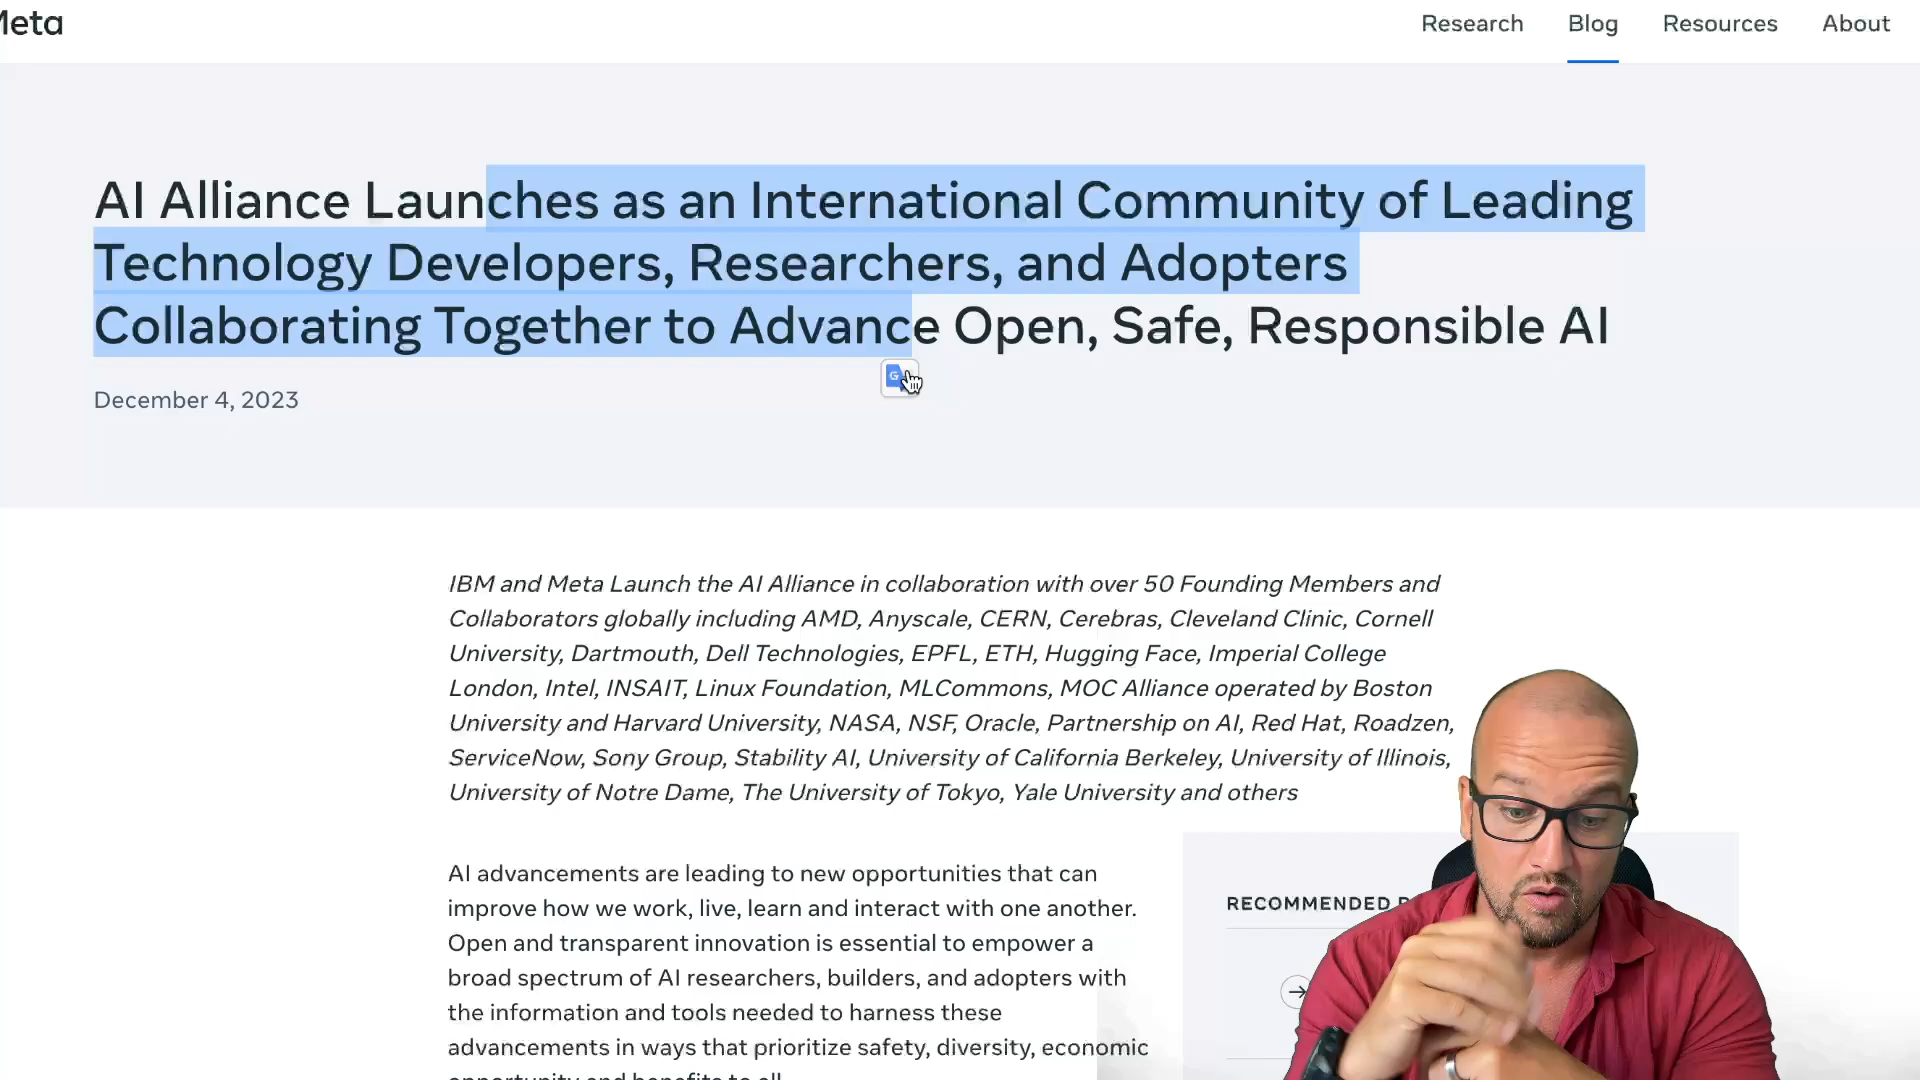 Meta
Research
Blog
Resources
About
AI Alliance Launches as an International Community of Leading
Technology Developers, Researchers, and Adopters
Collaborating Together to Advance Open, Safe, Responsible AI
December 4, 2023
IBM and Meta Launch the AI Alliance in collaboration with over 50 Founding Members and
Collaborators globally including AMD, Anyscale, CERN, Cerebras, Cleveland Clinic, Cornell
University, Dartmouth, Dell Technologies, EPFL, ETH, Hugging Face, Imperial College
London, Intel, INSAIT, Linux Foundation, MLCommons, MOC Alliance operated by Boston
University and Harvard University, NASA, NSF, Oracle, Partnership on AI, Red Hat, Roadzen,
ServiceNow, Sony Group, Stability AI, University of California Berkeley, University of Illinois,
University of Notre Dame, The University of Tokyo, Yale University and others
AI advancements are leading to new opportunities that can
improve how we work, live, learn and interact with one another.
Open and transparent innovation is essential to empower a
broad spectrum of AI researchers, builders, and adopters with
the information and tools needed to harness these
advancements in ways that prioritize safety, diversity, economic
opportunity and benefits to all.
RECOMMENDED